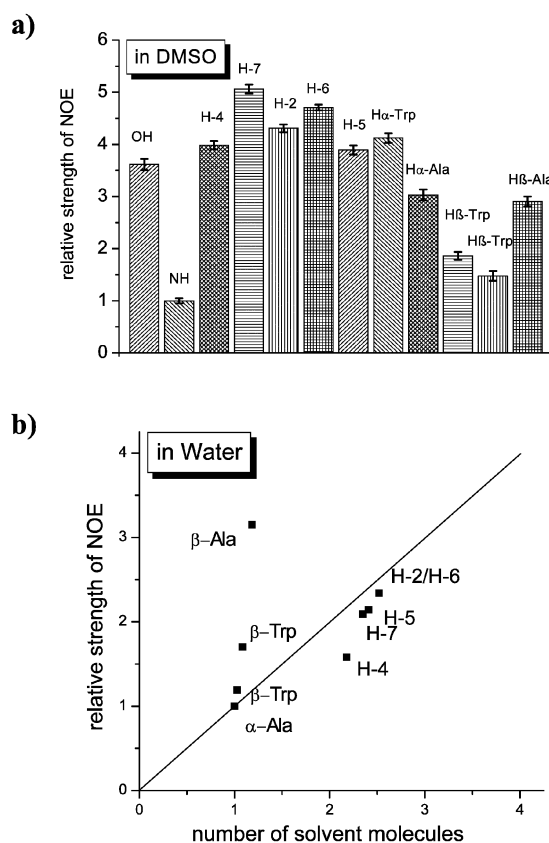 a)
in DMSO
relative strength of NOE
6
5
4
3
2
1
0
OH
NH
H-4
H-7
H-2
H-6
H-5
Hα-Trp
Hα-Ala
Hß-Trp
Hß-Trp
Hß-Ala
b)
in Water
relative strength of NOE
4
3
2
1
0
β–Ala
β–Trp
β–Trp
α–Ala
H-2/H-6
H-5
H-7
H-4
0 1 2 3 4
number of solvent molecules